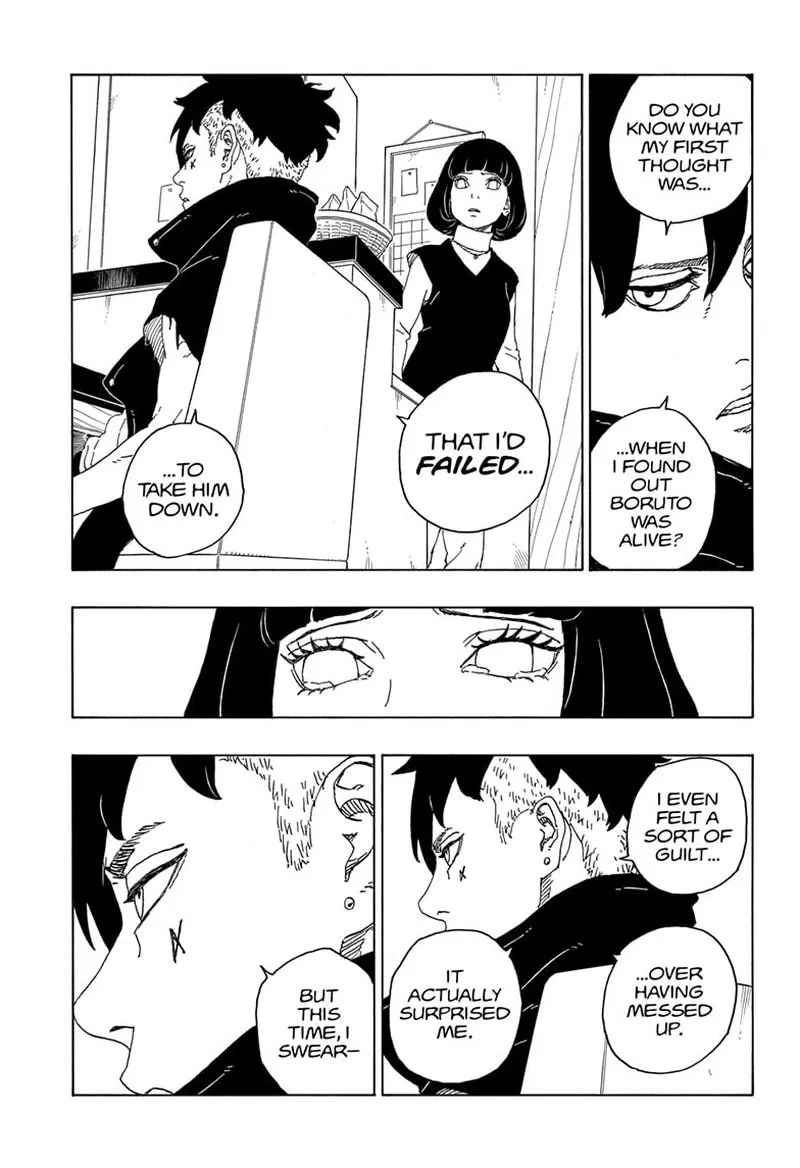 DO YOU
KNOW WHAT
MY FIRST
THOUGHT
WAS...
...WHEN
I FOUND
OUT
BORUTO
WAS
ALIVE?
THAT I'D
FAILED...
...TO
TAKE HIM
DOWN.
I EVEN
FELT A
SORT OF
GUILT...
...OVER
HAVING
MESSED
UP.
IT
ACTUALLY
SURPRISED
ME.
BUT
THIS
TIME, I
SWEAR—